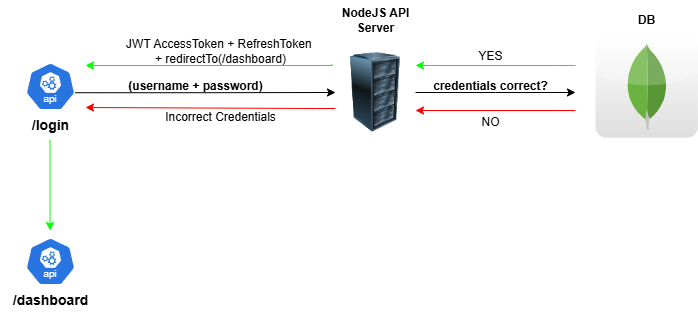 NodeJS API
Server
DB
JWT AccessToken + RefreshToken
+ redirectTo(/dashboard)
YES
(username + password)
credentials correct?
api
Incorrect Credentials
NO
/login
api
/dashboard